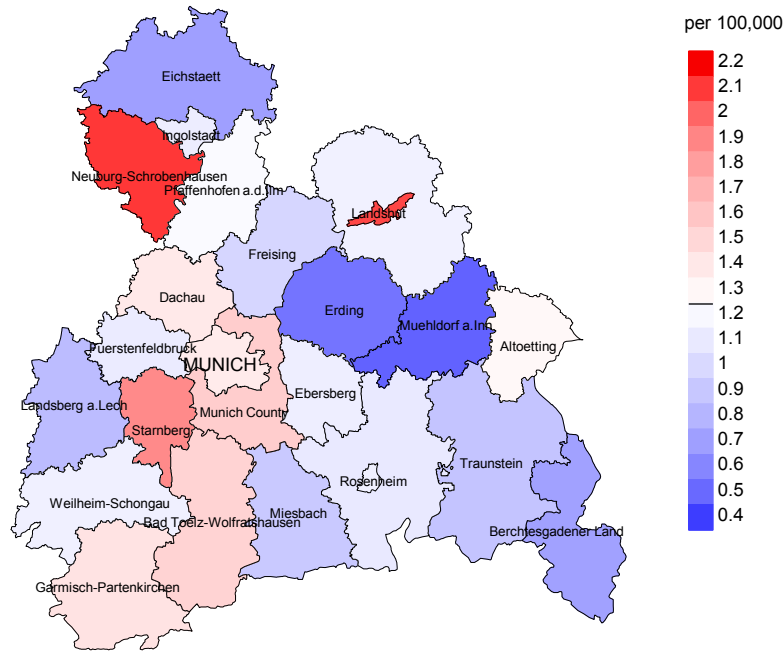 per 100,000
2.2
2.1
2
1.9
1.8
1.7
1.6
1.5
1.4
1.3
1.2
1.1
1
0.9
0.8
0.7
0.6
0.5
0.4
Eichstaett
Ingolstadt
Neuburg-Schrobenhausen
Pfaffenhofen a.d.Ilm
Landshut
Freising
Dachau
Erding
Muehldorf a.Inn
Altoetting
Fuerstenfeldbruck
MUNICH
Ebersberg
Landsberg a.Lech
Munich County
Starnberg
Traunstein
Rosenheim
Weilheim-Schongau
Miesbach
Bad Toelz-Wolfratshausen
Berchtesgadener Land
Garmisch-Partenkirchen